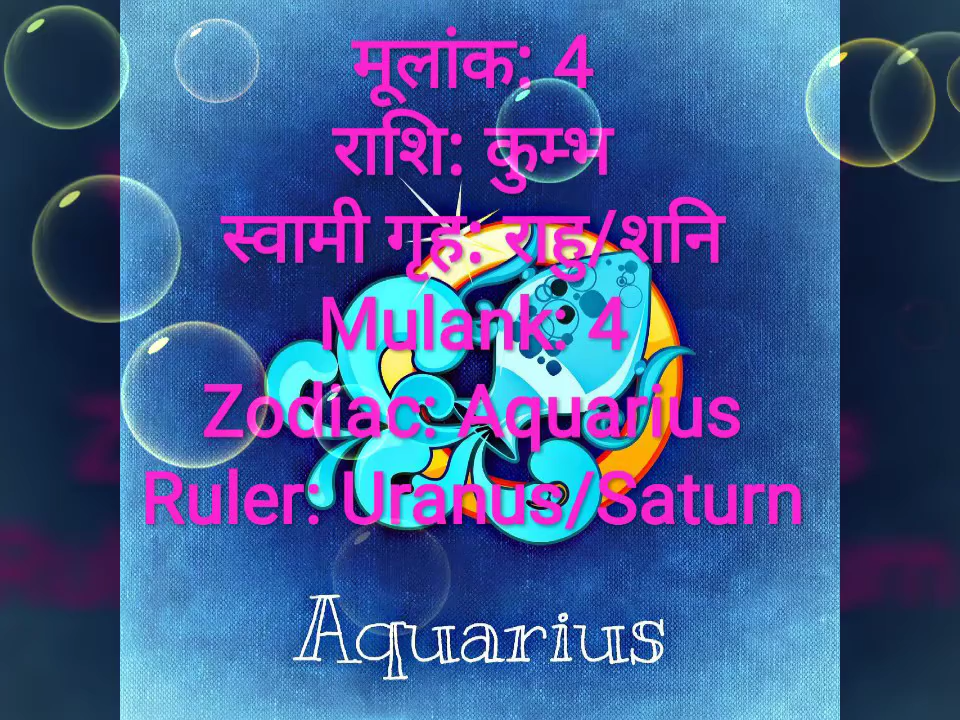 मूलांक: 4
राशि: कुम्भ
स्वामी गृह: राहु/शनि
Mulank: 4
Zodiac: Aquarius
Ruler: Uranus/Saturn
Aquarius